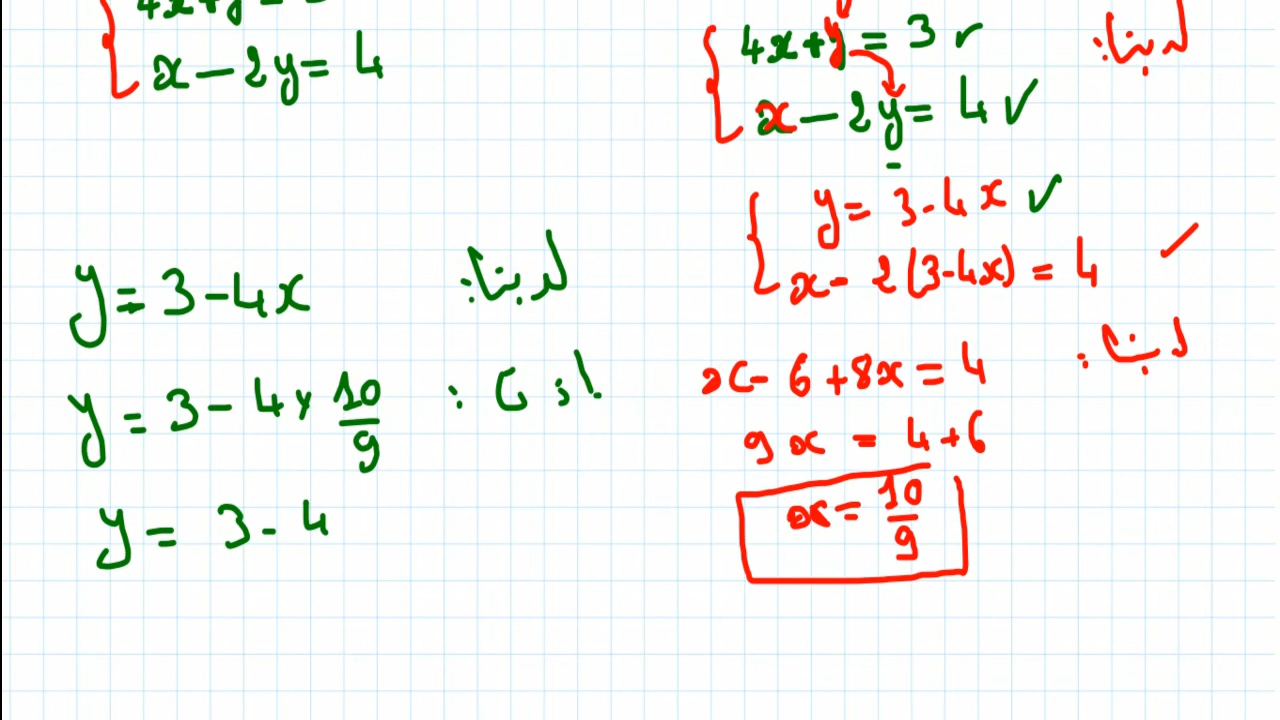 4x+y = 3
x - 2y = 4
لدينا:
y = 3 - 4x
x - 2(3-4x) = 4
لدينا:
x - 6 + 8x = 4
9x = 4+6
x = 10/9
x - 2y = 4
لدينا:
y = 3 - 4x
إذن:
y = 3 - 4 × 10/9
y = 3 - 4